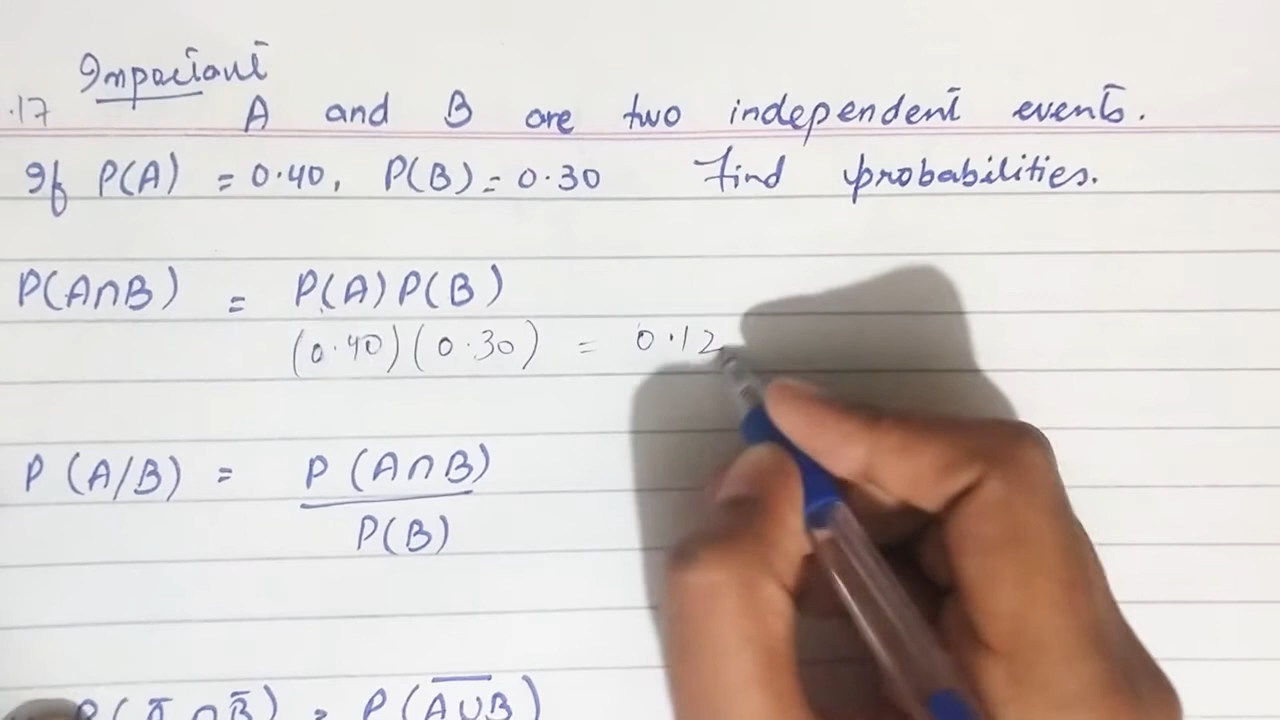 Important
.17 A and B are two independent events.
If P(A) = 0.40, P(B) = 0.30 Find probabilities.
P(A∩B) = P(A)P(B)
(0.40)(0.30) = 0.12
P(A/B) = P(A∩B)
P(B)
P(A̅∩B̅) = P(A̅∪̅B̅)